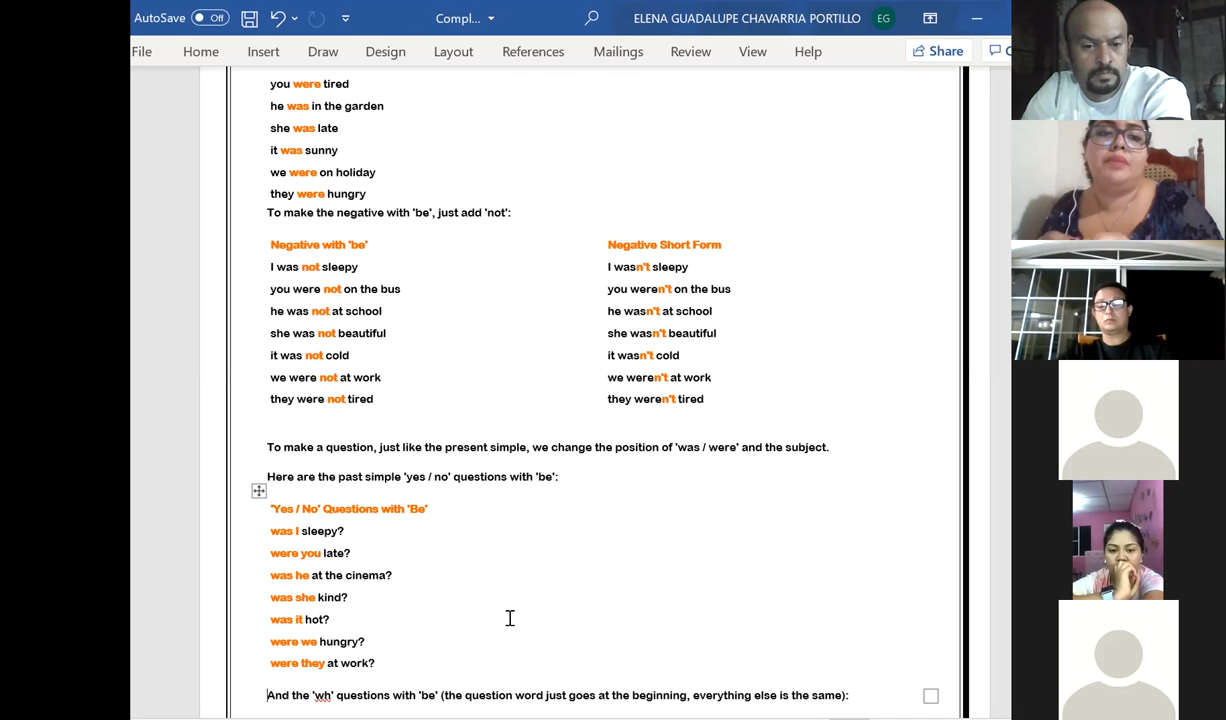 AutoSave Off Compl... ELENA GUADALUPE CHAVARRIA PORTILLO EG
File Home Insert Draw Design Layout References Mailings Review View Help Share C
you were tired
he was in the garden
she was late
it was sunny
we were on holiday
they were hungry
To make the negative with 'be', just add 'not':
Negative with 'be' Negative Short Form
I was not sleepy I wasn't sleepy
you were not on the bus you weren't on the bus
he was not at school he wasn't at school
she was not beautiful she wasn't beautiful
it was not cold it wasn't cold
we were not at work we weren't at work
they were not tired they weren't tired
To make a question, just like the present simple, we change the position of 'was / were' and the subject.
Here are the past simple 'yes / no' questions with 'be':
'Yes / No' Questions with 'Be'
was I sleepy?
were you late?
was he at the cinema?
was she kind?
was it hot?
were we hungry?
were they at work?
And the 'wh' questions with 'be' (the question word just goes at the beginning, everything else is the same):